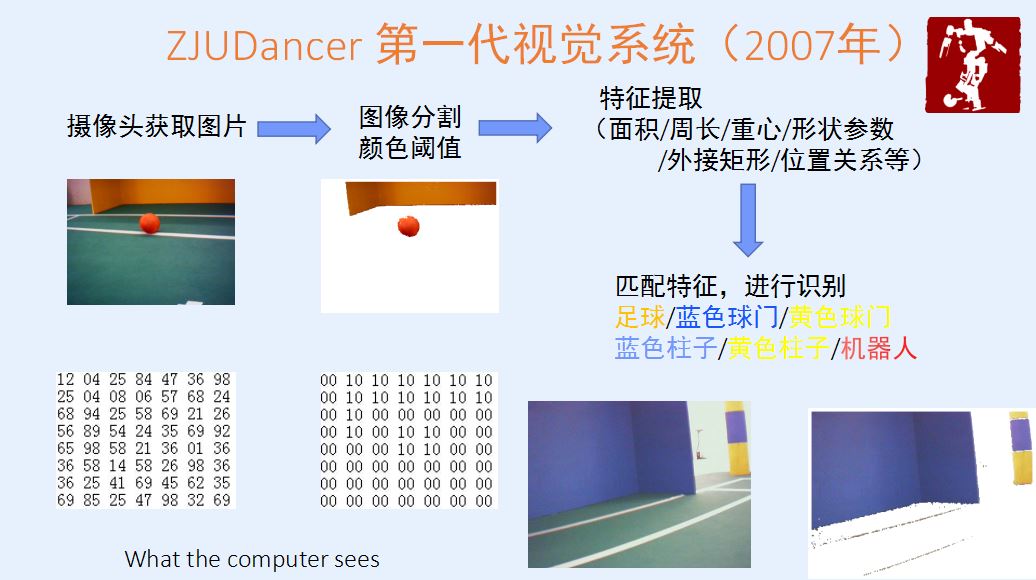 ZJUDancer 第一代视觉系统（2007年）
摄像头获取图片
图像分割
颜色阈值
特征提取
（面积/周长/重心/形状参数
/外接矩形/位置关系等）
匹配特征，进行识别
足球/蓝色球门/黄色球门
蓝色柱子/黄色柱子/机器人
12 04 25 84 47 36 98
25 04 08 06 57 68 24
68 94 25 58 69 21 26
56 89 54 24 35 69 92
65 98 58 21 36 01 36
36 58 14 58 26 98 36
36 25 41 69 45 62 35
69 85 25 47 98 32 69
00 10 10 10 10 10 10
00 10 10 10 10 10 10
00 10 00 00 00 00 00
00 10 00 10 10 00 00
00 00 00 10 10 00 00
00 00 00 00 00 00 00
00 00 00 00 00 00 00
00 00 00 00 00 00 00
What the computer sees